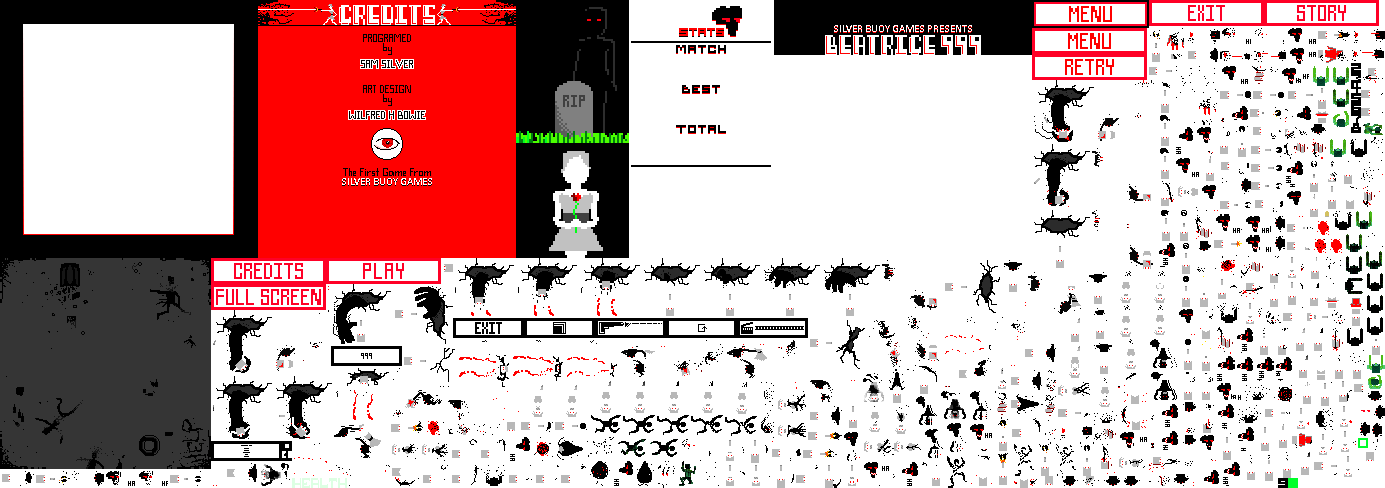 CREDITS
PROGRAMED
by
SAM SILVER
ART DESIGN
by
WILFRED H BOWIE
The First Game From
SILVER BUOY GAMES
RIP
STATS
MATCH
BEST
TOTAL
SILVER BUOY GAMES PRESENTS
BEATRICE 999
MENU
EXIT
STORY
MENU
RETRY
CREDITS
PLAY
FULL SCREEN
EXIT
999
HEALTH